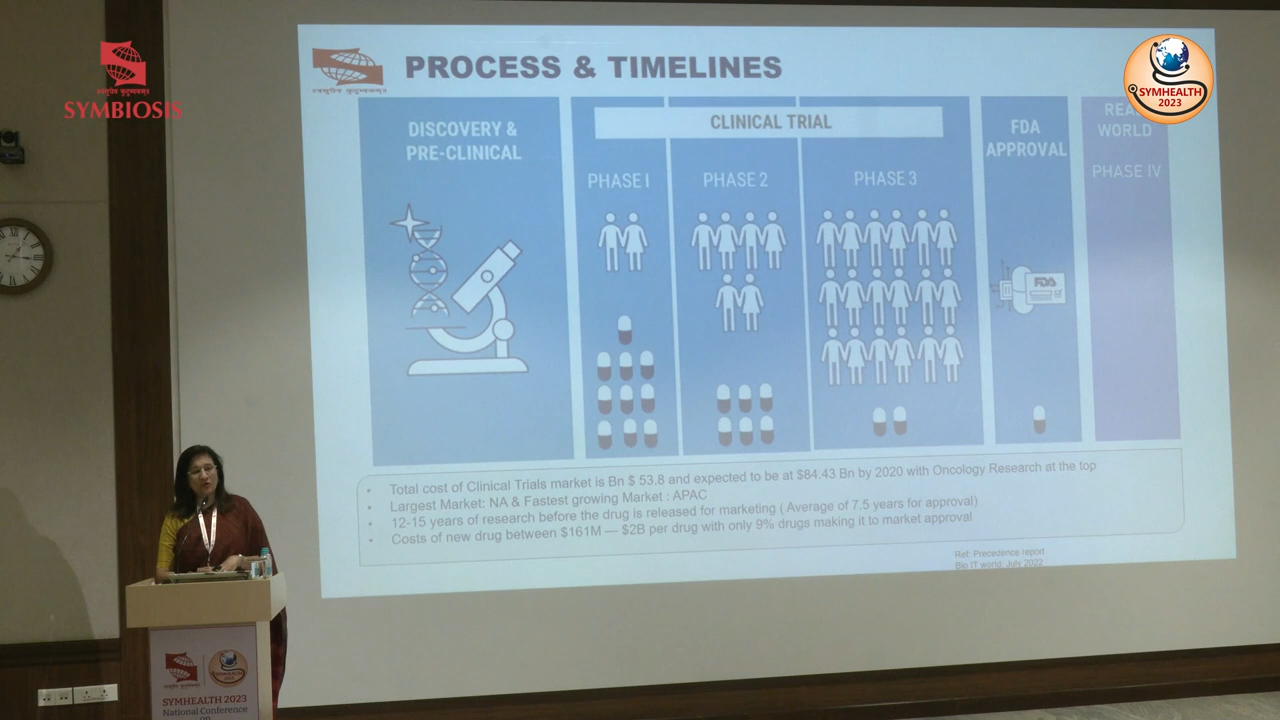 SYMBIOSIS
PROCESS & TIMELINES
SYMHEALTH
2023
DISCOVERY &
PRE-CLINICAL
CLINICAL TRIAL
PHASE I
PHASE 2
PHASE 3
FDA
APPROVAL
FDA
WORLD
PHASE IV
• Total cost of Clinical Trials market is Bn $ 53.8 and expected to be at $84.43 Bn by 2020 with Oncology Research at the top
• Largest Market: NA & Fastest growing Market : APAC
• 12-15 years of research before the drug is released for marketing ( Average of 7.5 years for approval)
• Costs of new drug between $161M — $2B per drug with only 9% drugs making it to market approval
Ref: Precedence report
Bio IT world: July 2022
SYMHEALTH 2023
National Conference
on